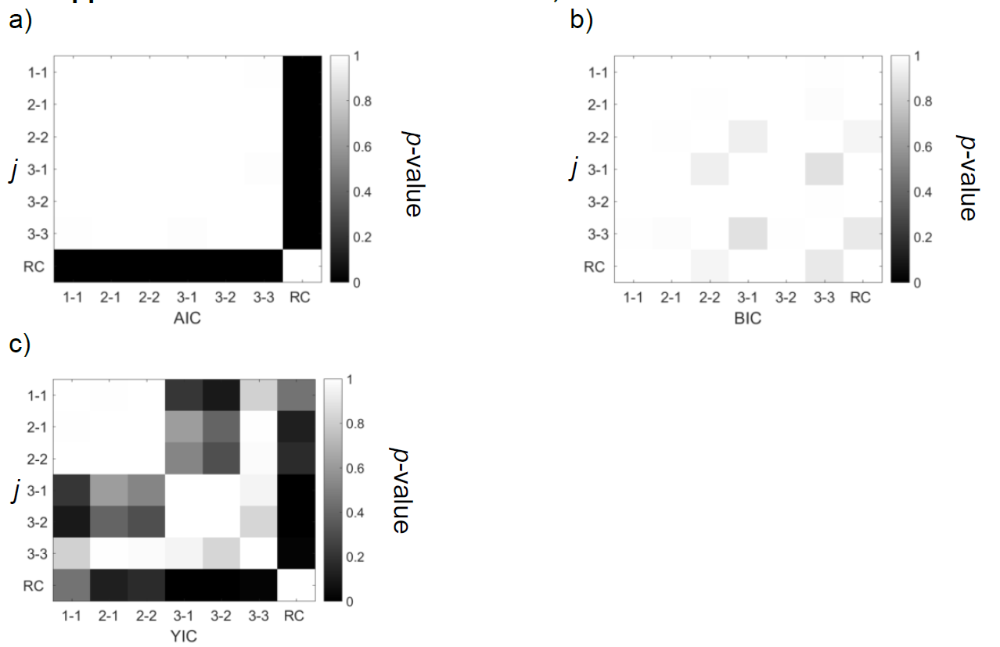 a)
1-1
2-1
2-2
3-1
3-2
3-3
RC
j
1-1 2-1 2-2 3-1 3-2 3-3 RC
AIC
1
0.8
0.6
0.4
0.2
0
p-value
b)
1-1
2-1
2-2
3-1
3-2
3-3
RC
j
1-1 2-1 2-2 3-1 3-2 3-3 RC
BIC
1
0.8
0.6
0.4
0.2
0
p-value
c)
1-1
2-1
2-2
3-1
3-2
3-3
RC
j
1-1 2-1 2-2 3-1 3-2 3-3 RC
YIC
1
0.8
0.6
0.4
0.2
0
p-value